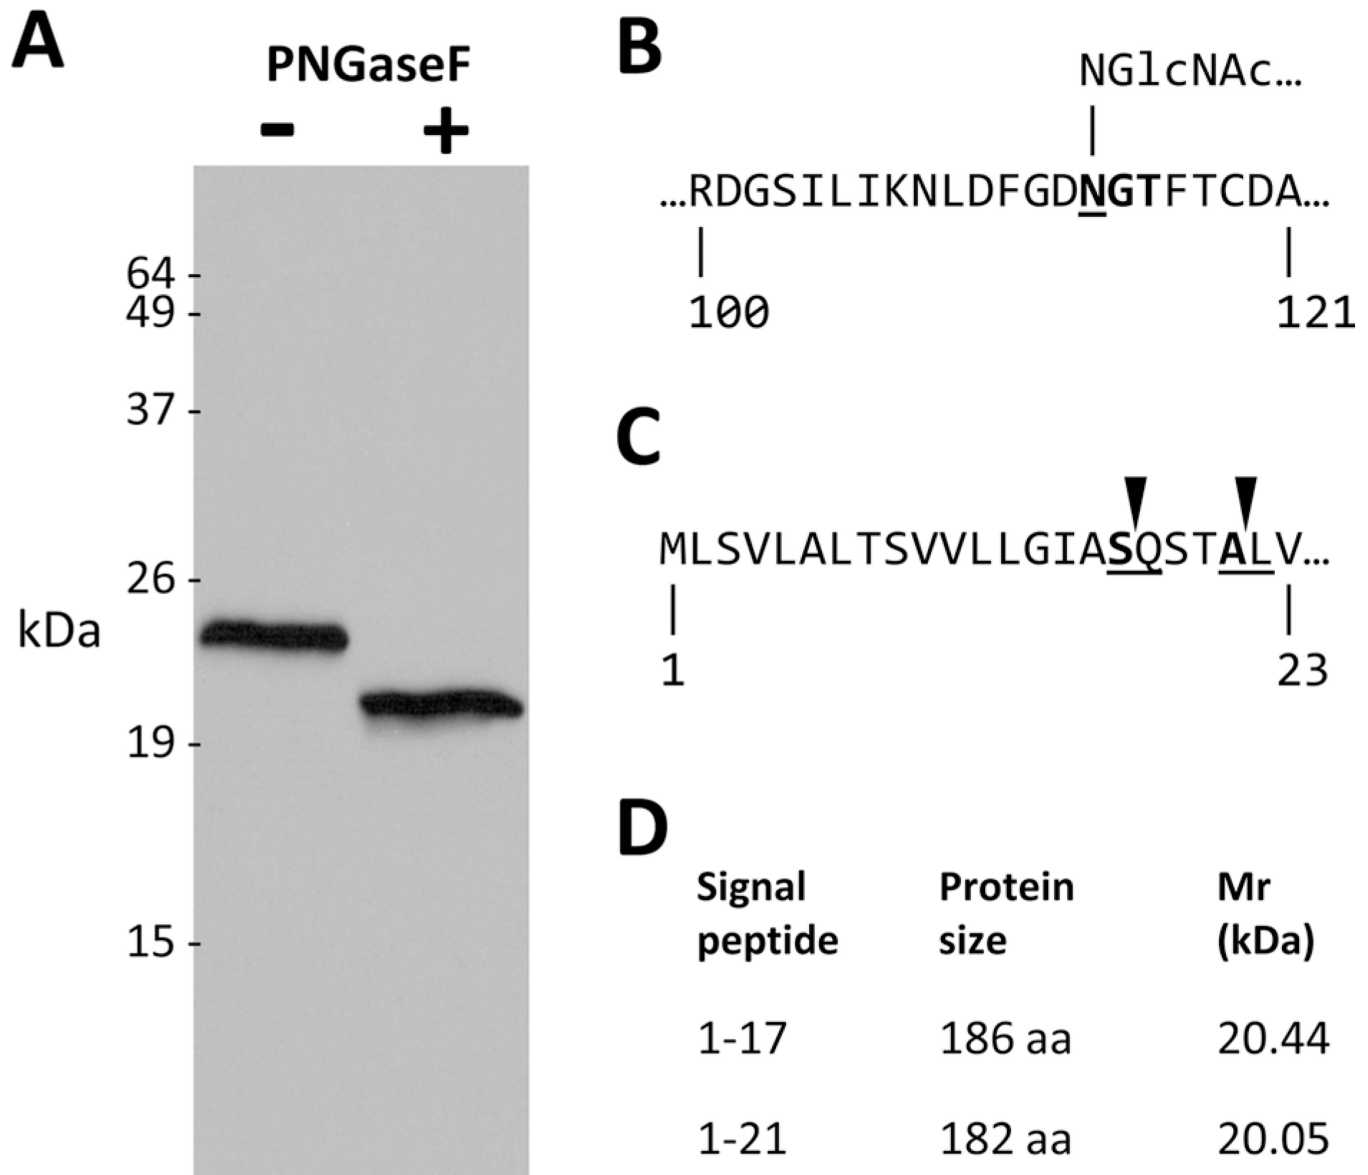 A
PNGaseF
- +
64 -
49 -
37 -
26 -
kDa
19 -
15 -
B
NGlcNAc…
…RDGSILIKNLDFGDNGTFTCDA…
100 121
C
MLSVLALTSVVLLGIASQSTALV…
1 23
D
Signal Protein Mr
peptide size (kDa)
1-17 186 aa 20.44
1-21 182 aa 20.05